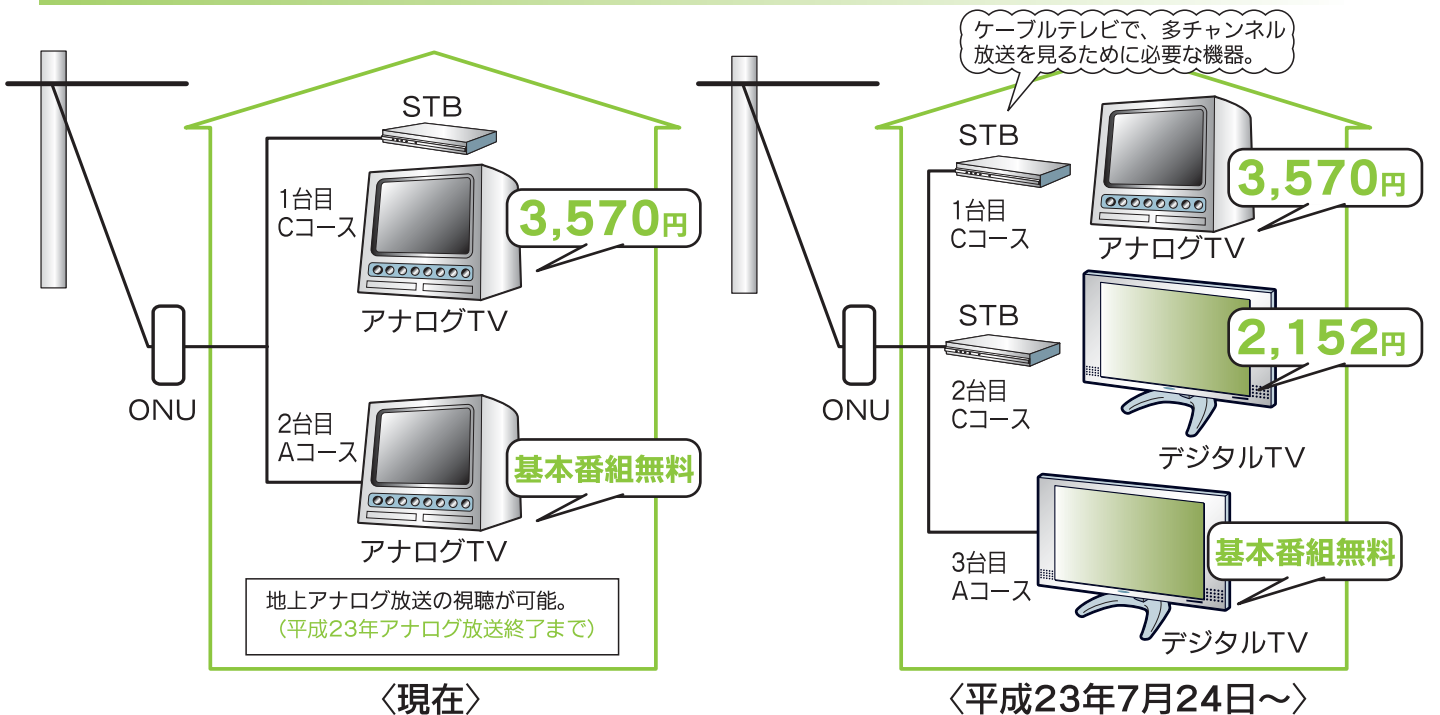 STB
1台目
Cコース
3,570円
アナログTV
ONU
2台目
Aコース
基本番組無料
アナログTV
地上アナログ放送の視聴が可能。
（平成23年アナログ放送終了まで）
〈現在〉
ケーブルテレビで、多チャンネル
放送を見るために必要な機器。
STB
1台目
Cコース
3,570円
アナログTV
STB
2,152円
ONU
2台目
Cコース
デジタルTV
3台目
Aコース
基本番組無料
デジタルTV
〈平成23年7月24日～〉